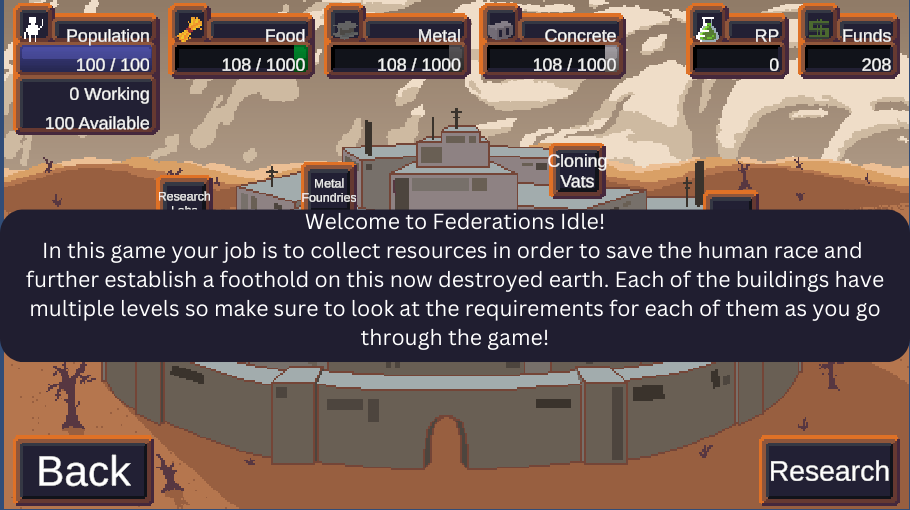 Population
100 / 100
0 Working
100 Available
Food
108 / 1000
Metal
108 / 1000
Concrete
108 / 1000
RP
0
Funds
208
Cloning
Vats
Metal
Foundries
Research
Labs
Welcome to Federations Idle!
In this game your job is to collect resources in order to save the human race and
further establish a foothold on this now destroyed earth. Each of the buildings have
multiple levels so make sure to look at the requirements for each of them as you go
through the game!
Back
Research